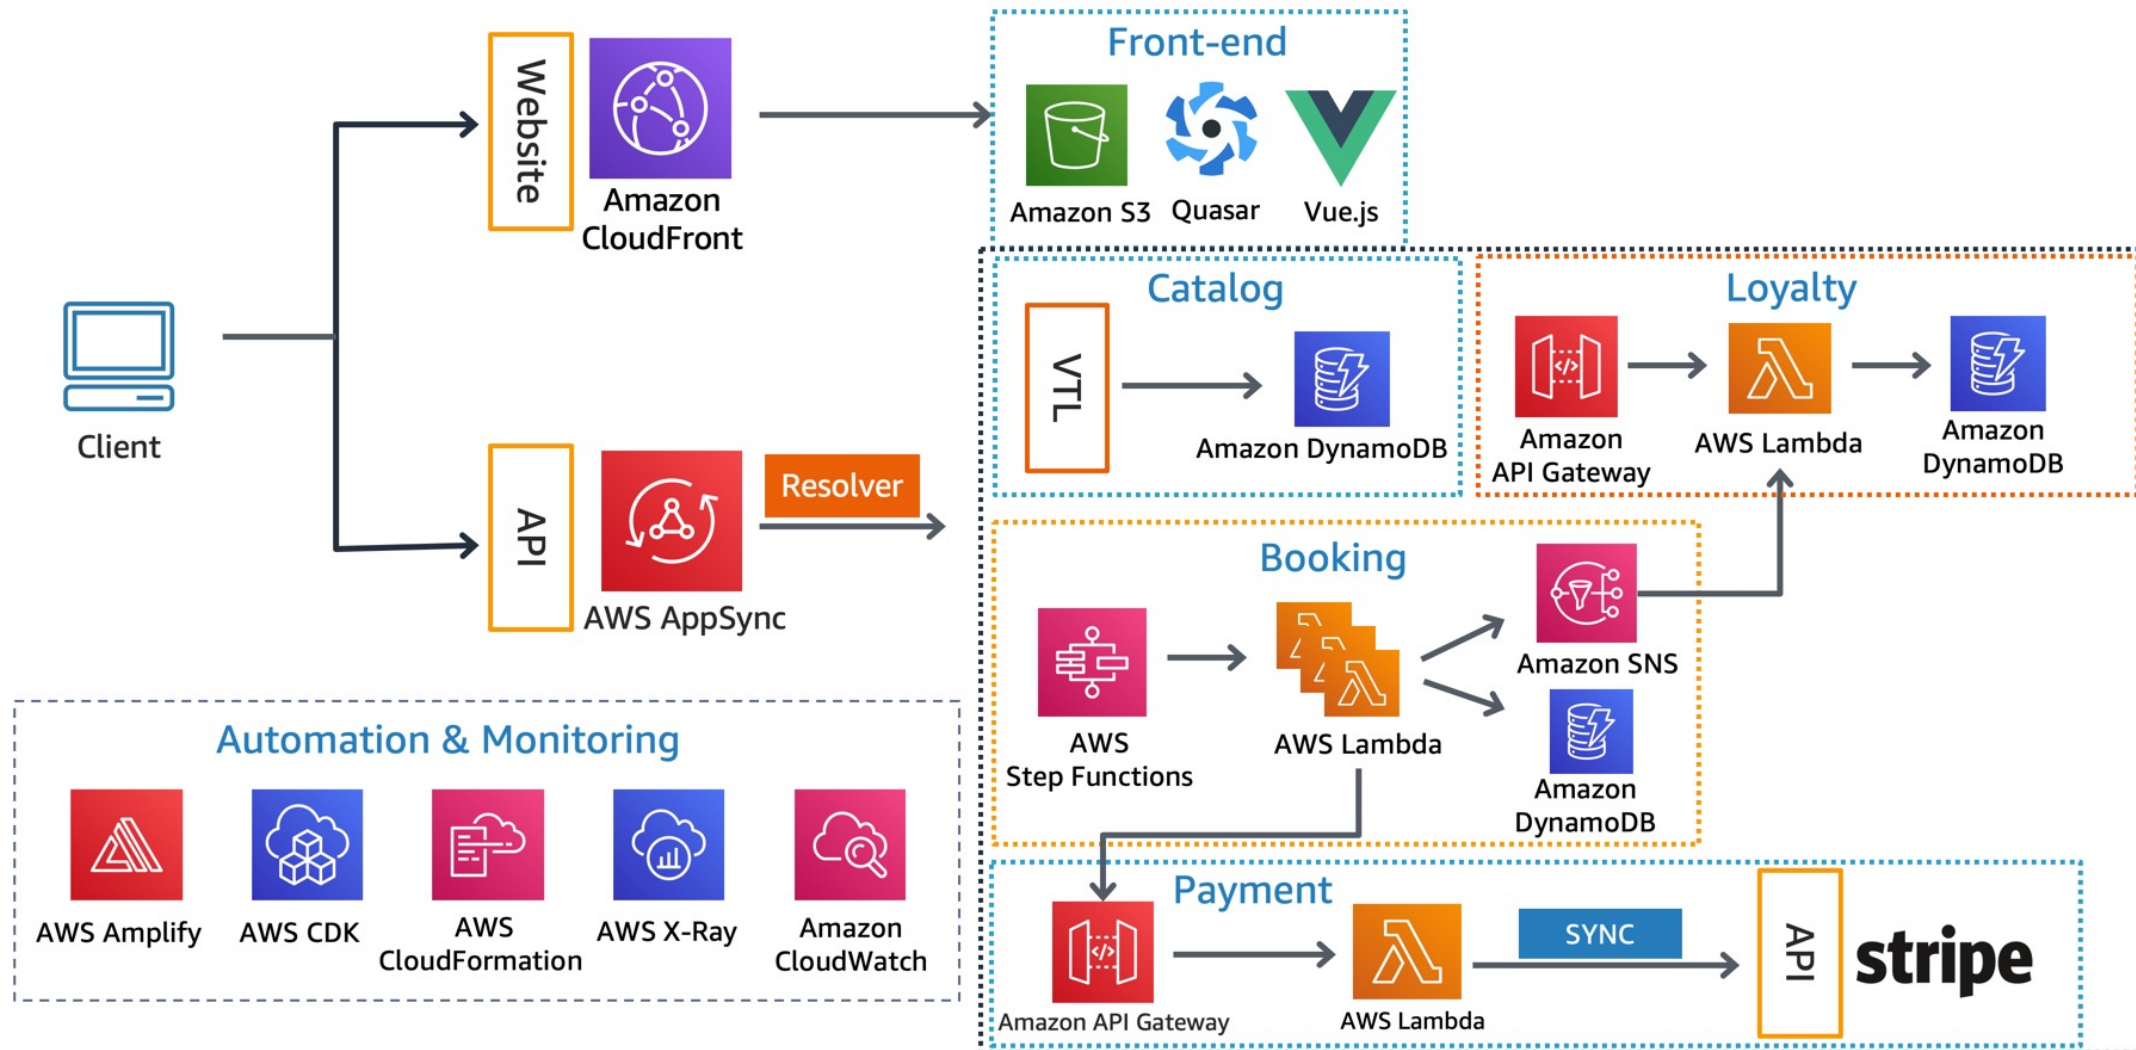 Front-end
Website
Amazon
CloudFront
Amazon S3
Quasar
Vue.js
Client
API
AWS AppSync
Resolver
Catalog
VTL
Amazon DynamoDB
Loyalty
Amazon
API Gateway
AWS Lambda
Amazon
DynamoDB
Booking
AWS
Step Functions
AWS Lambda
Amazon SNS
Amazon
DynamoDB
Automation & Monitoring
AWS Amplify
AWS CDK
AWS
CloudFormation
AWS X-Ray
Amazon
CloudWatch
Payment
Amazon API Gateway
AWS Lambda
SYNC
API
stripe